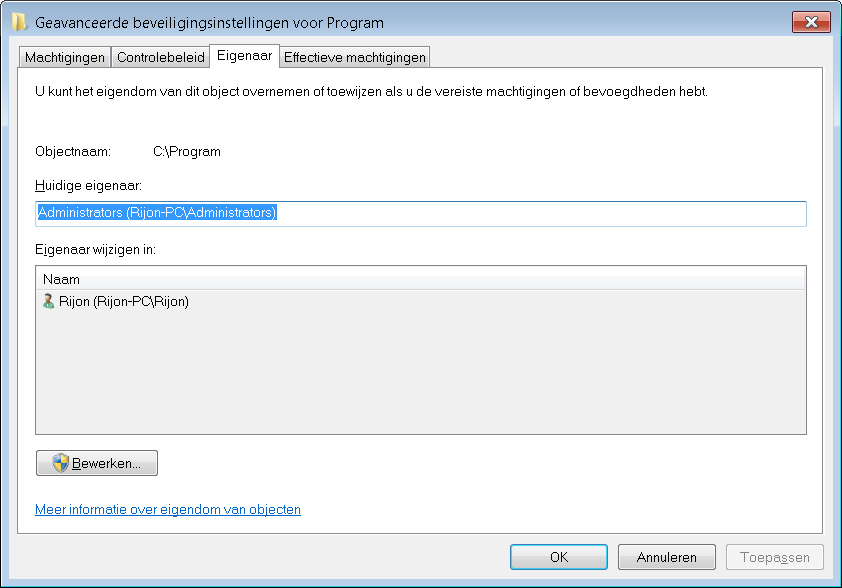 Geavanceerde beveiligingsinstellingen voor Program
Machtigingen Controlebeleid Eigenaar Effectieve machtigingen
U kunt het eigendom van dit object overnemen of toewijzen als u de vereiste machtigingen of bevoegdheden hebt.
Objectnaam: C:\Program
Huidige eigenaar:
Administrators (Rijon-PC\Administrators)
Eigenaar wijzigen in:
Naam
Rijon (Rijon-PC\Rijon)
Bewerken...
Meer informatie over eigendom van objecten
OK Annuleren Toepassen